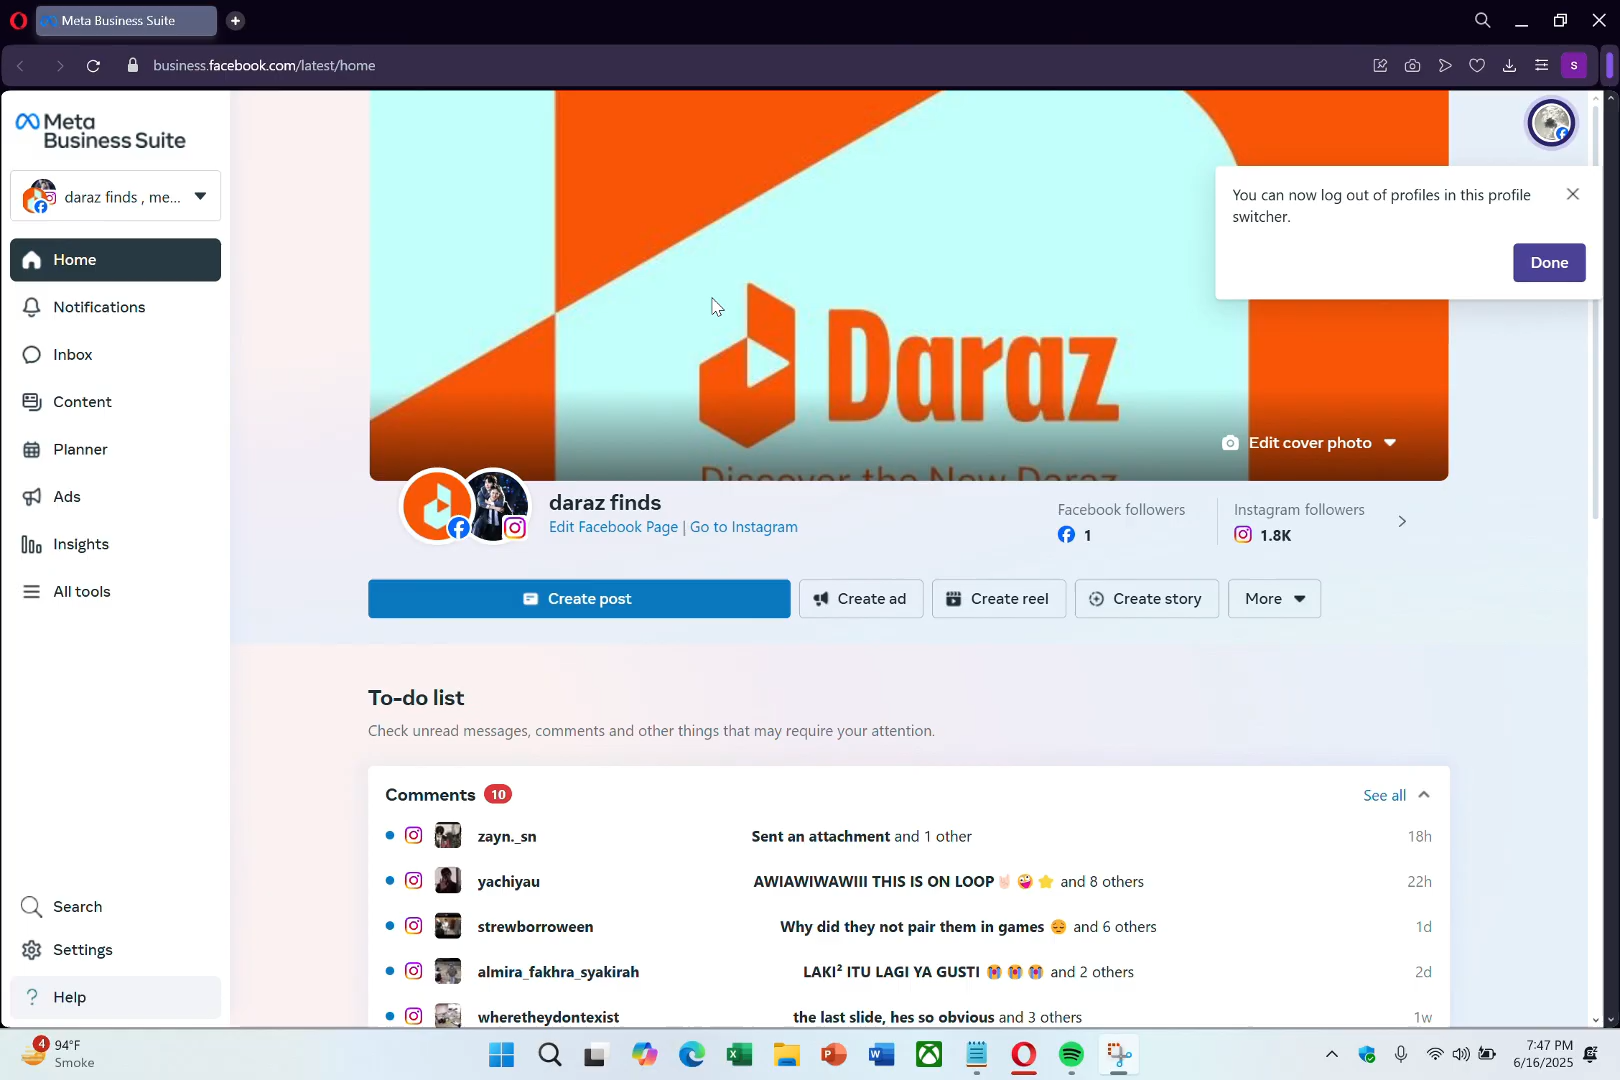 Meta Business Suite
business.facebook.com/latest/home
S
Meta
Business Suite
daraz finds , me...
Home
Notifications
Inbox
Content
Planner
Ads
Insights
All tools
Search
Settings
? Help
You can now log out of profiles in this profile
switcher.
Done
Daraz
Discover the New Daraz
Edit cover photo
daraz finds
Edit Facebook Page | Go to Instagram
Facebook followers
1
Instagram followers
1.8K
Create post
Create ad
Create reel
Create story
More
To-do list
Check unread messages, comments and other things that may require your attention.
Comments 10
See all
zayn._sn Sent an attachment and 1 other 18h
yachiyau AWIAWIWAWIII THIS IS ON LOOP🤘🏻🤪⭐ and 8 others 22h
strewborroween Why did they not pair them in games 😔 and 6 others 1d
almira_fakhra_syakirah LAKI² ITU LAGI YA GUSTI 😭😭😭 and 2 others 2d
wheretheydontexist the last slide, hes so obvious and 3 others 1w
4
94°F
Smoke
7:47 PM
6/16/2025